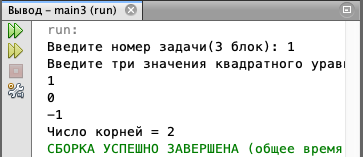 Вывод – main3 (run)
run:
Введите номер задачи(3 блок): 1
Введите три значения квадратного урав
1
0
−1
Число корней = 2
СБОРКА УСПЕШНО ЗАВЕРШЕНА (общее время